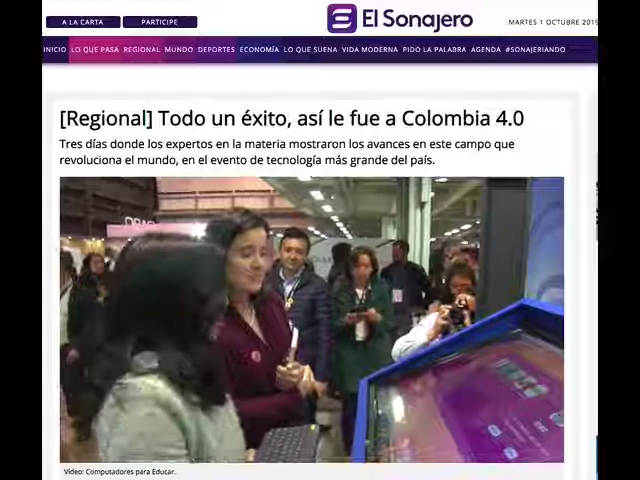 A LA CARTA
PARTICIPE
El Sonajero
MARTES 1 OCTUBRE 2019
INICIO LO QUE PASA REGIONAL MUNDO DEPORTES ECONOMÍA LO QUE SUENA VIDA MODERNA PIDO LA PALABRA AGENDA #SONAJERIANDO
[Regional] Todo un éxito, así le fue a Colombia 4.0
Tres días donde los expertos en la materia mostraron los avances en este campo que
revoluciona el mundo, en el evento de tecnología más grande del país.
Video: Computadores para Educar.